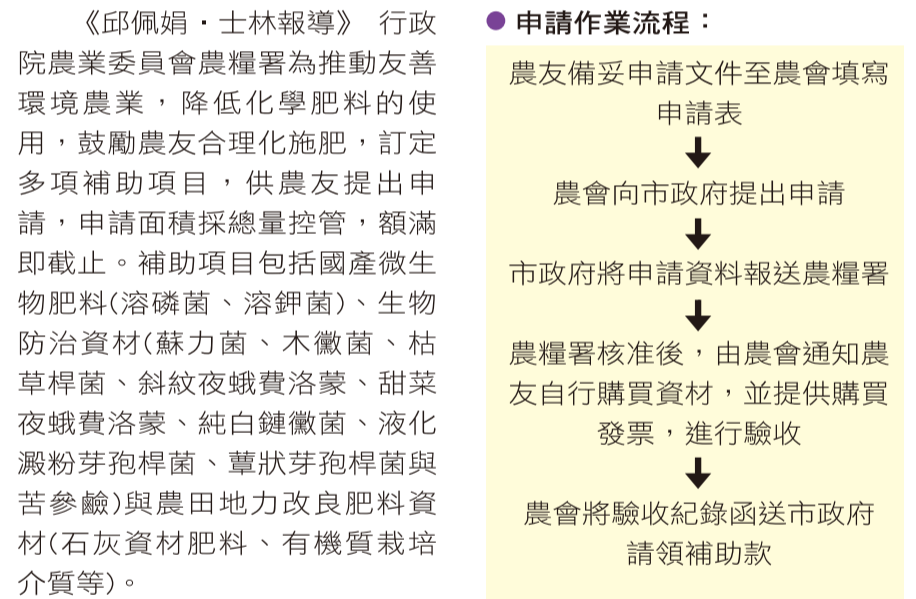 《邱佩娟▪士林報導》 行政
院農業委員會農糧署為推動友善
環境農業，降低化學肥料的使
用，鼓勵農友合理化施肥，訂定
多項補助項目，供農友提出申
請，申請面積採總量控管，額滿
即截止。補助項目包括國產微生
物肥料(溶磷菌、溶鉀菌)、生物
防治資材(蘇力菌、木黴菌、枯
草桿菌、斜紋夜蛾費洛蒙、甜菜
夜蛾費洛蒙、純白鏈黴菌、液化
澱粉芽孢桿菌、蕈狀芽孢桿菌與
苦參鹼)與農田地力改良肥料資
材(石灰資材肥料、有機質栽培
介質等)。
● 申請作業流程：
農友備妥申請文件至農會填寫
申請表
農會向市政府提出申請
市政府將申請資料報送農糧署
農糧署核准後，由農會通知農
友自行購買資材，並提供購買
發票，進行驗收
農會將驗收紀錄函送市政府
請領補助款